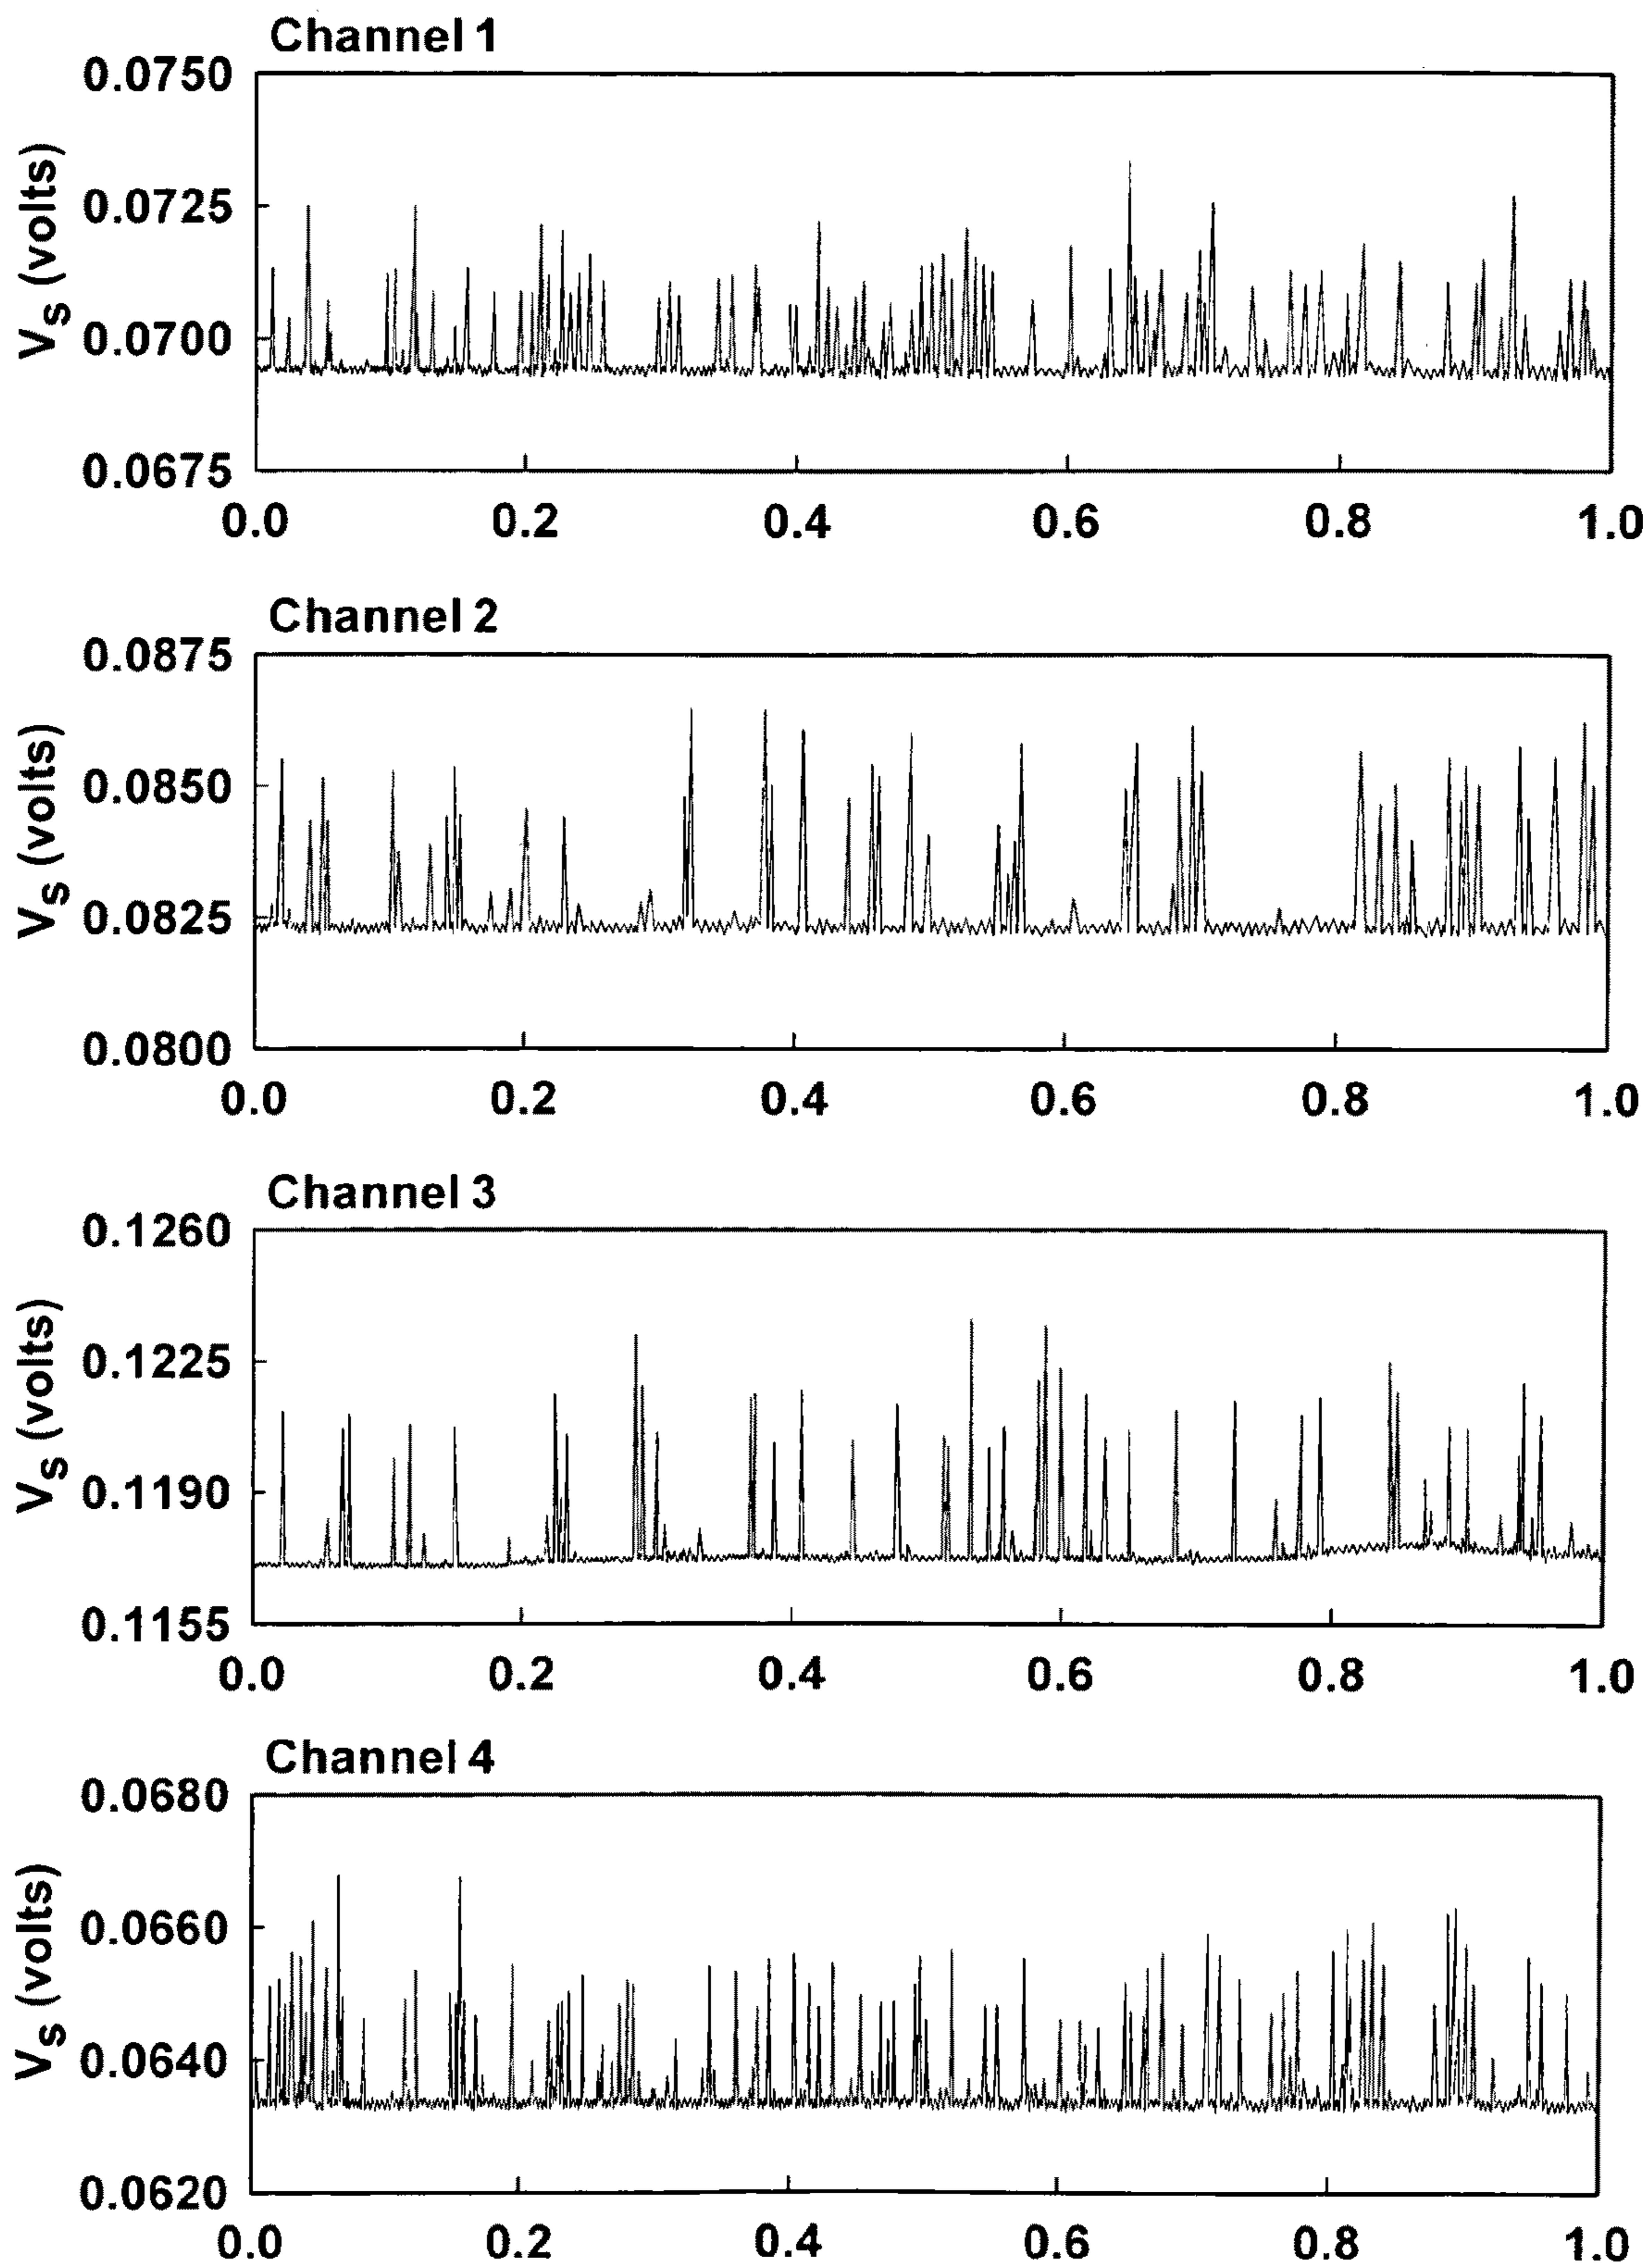 Channel 1
0.0750
0.0725
0.0700
0.0675
Vs (volts)
0.0 0.2 0.4 0.6 0.8 1.0
Channel 2
0.0875
0.0850
0.0825
0.0800
Vs (volts)
0.0 0.2 0.4 0.6 0.8 1.0
Channel 3
0.1260
0.1225
0.1190
0.1155
Vs (volts)
0.0 0.2 0.4 0.6 0.8 1.0
Channel 4
0.0680
0.0660
0.0640
0.0620
Vs (volts)
0.0 0.2 0.4 0.6 0.8 1.0